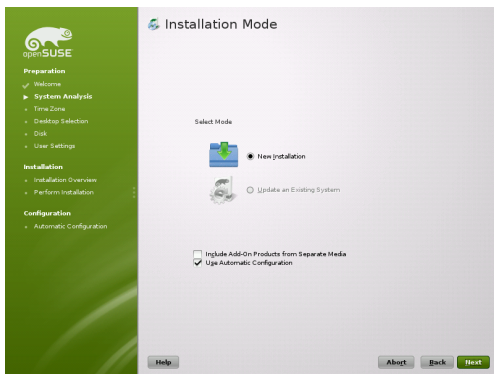 openSUSE
Preparation
Welcome
System Analysis
Time Zone
Desktop Selection
Disk
User Settings
Installation
Installation Overview
Perform Installation
Configuration
Automatic Configuration
Installation Mode
Select Mode
New Installation
Update an Existing System
Include Add-On Products from Separate Media
Use Automatic Configuration
Help
Abort
Back
Next